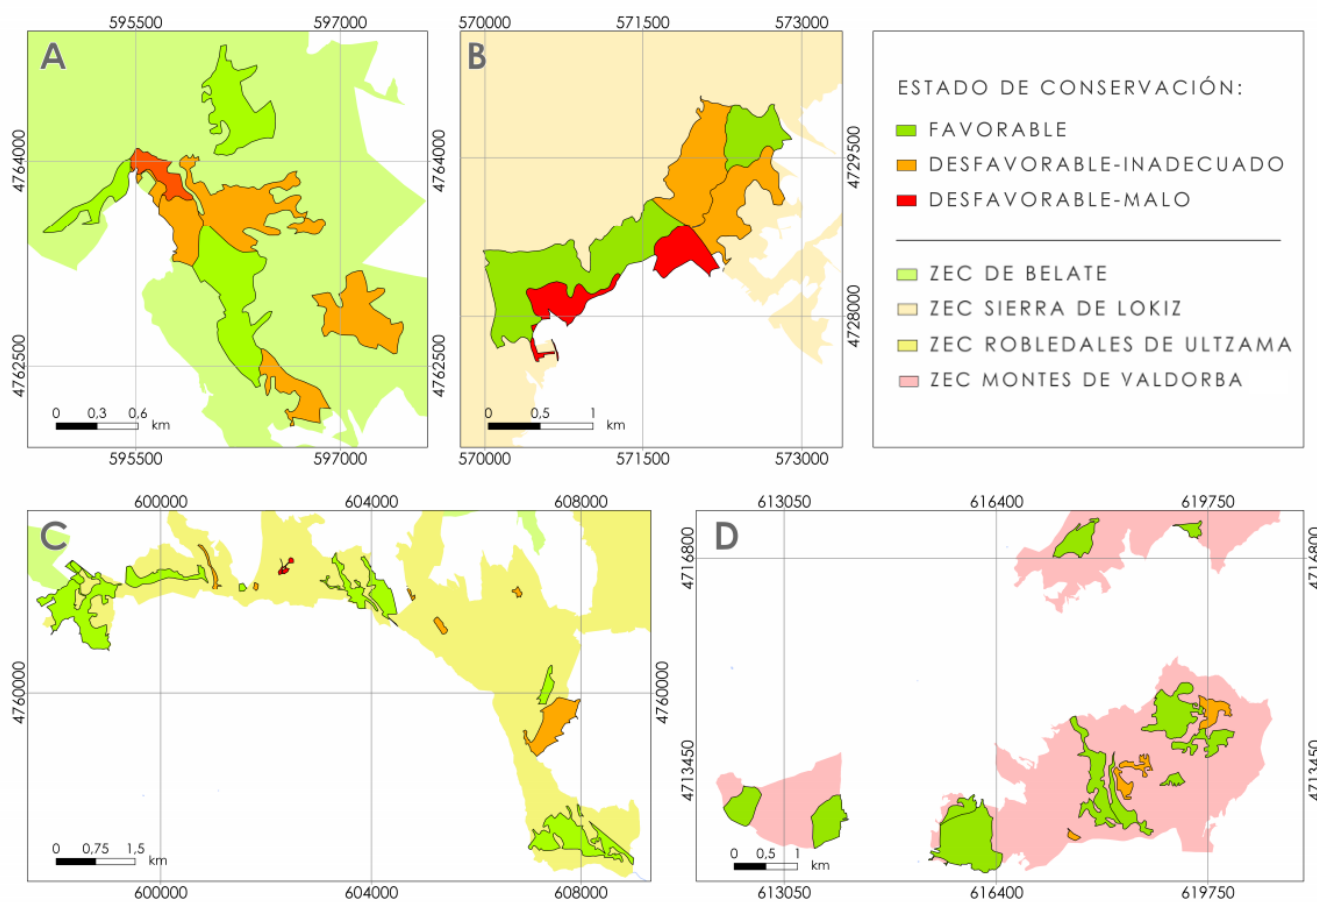 595500 597000
A
4764000 4764000
4762500 4762500
0 0,3 0,6 km
595500 597000
570000 571500 573000
B
4729500
4728000
0 0,5 1 km
570000 571500 573000
ESTADO DE CONSERVACIÓN:
FAVORABLE
DESFAVORABLE-INADECUADO
DESFAVORABLE-MALO
ZEC DE BELATE
ZEC SIERRA DE LOKIZ
ZEC ROBLEDALES DE ULTZAMA
ZEC MONTES DE VALDORBA
600000 604000 608000
C
4760000 4760000
0 0,75 1,5 km
600000 604000 608000
613050 616400 619750
D
4716800 4716800
4713450 4713450
0 0,5 1 km
613050 616400 619750